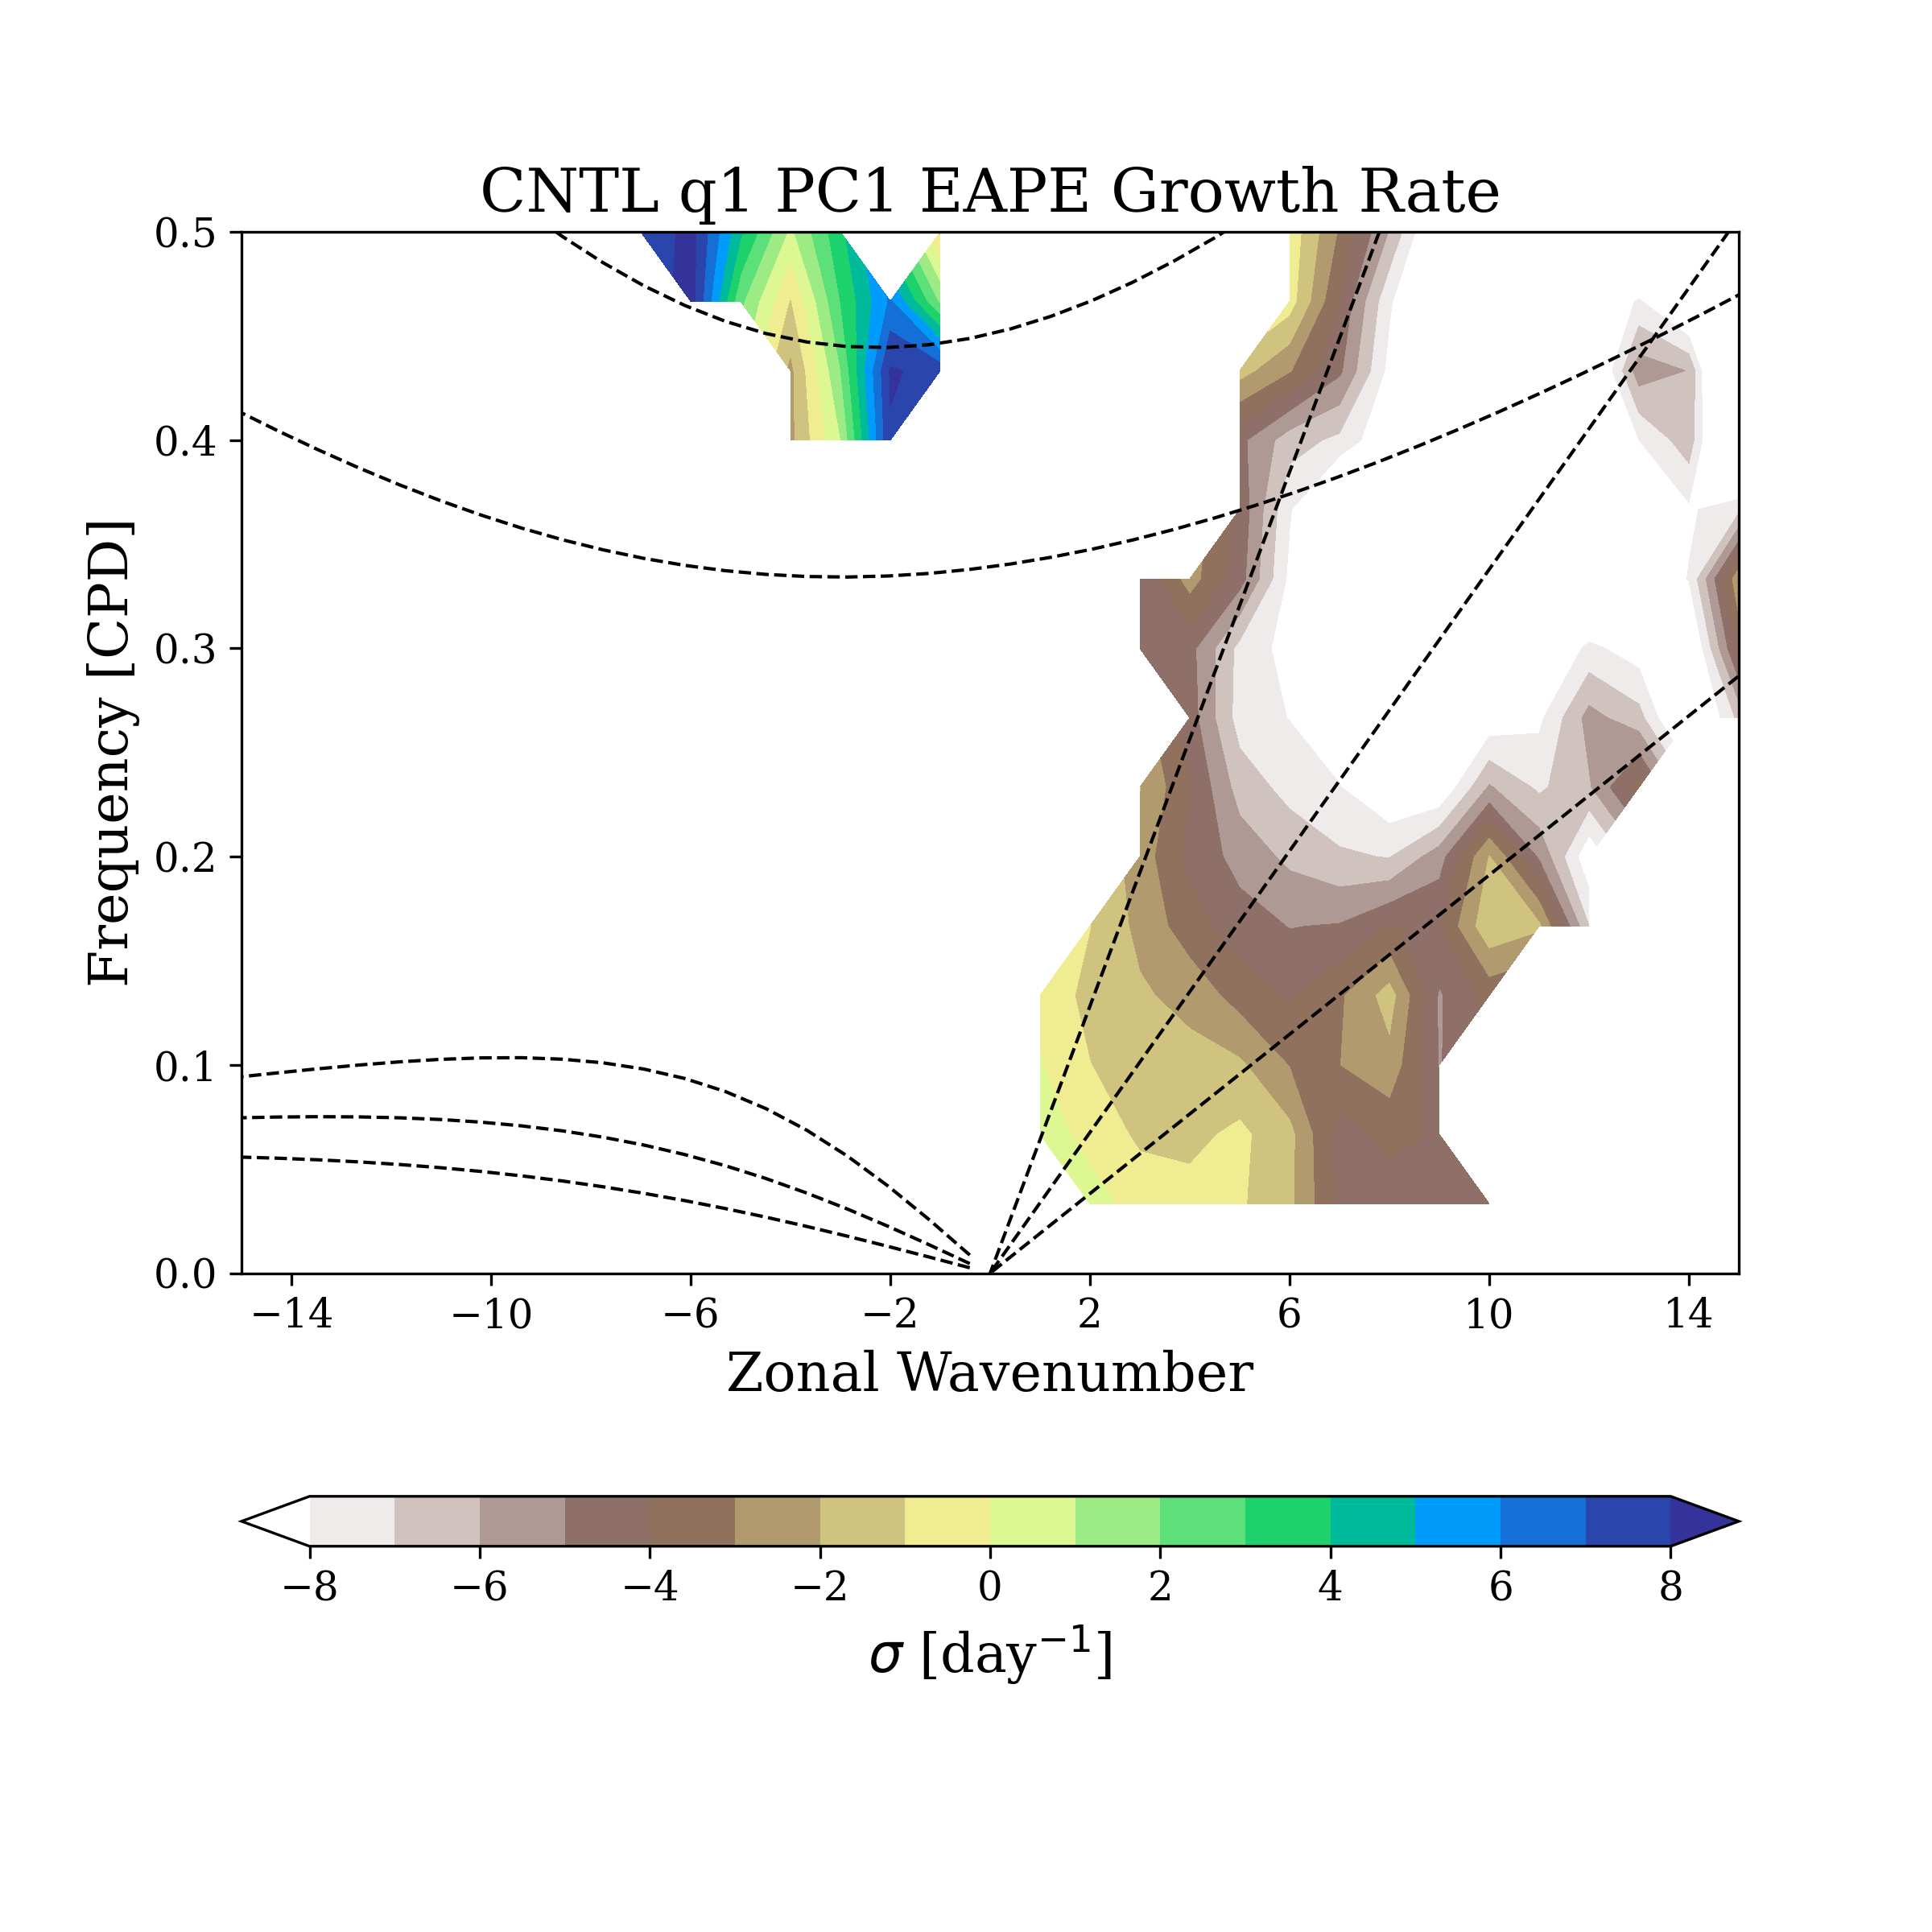 CNTL q1 PC1 EAPE Growth Rate
0.5
0.4
0.3
0.2
0.1
0.0
Frequency [CPD]
−14 −10 −6 −2 2 6 10 14
Zonal Wavenumber
−8 −6 −4 −2 0 2 4 6 8
σ [day⁻¹]